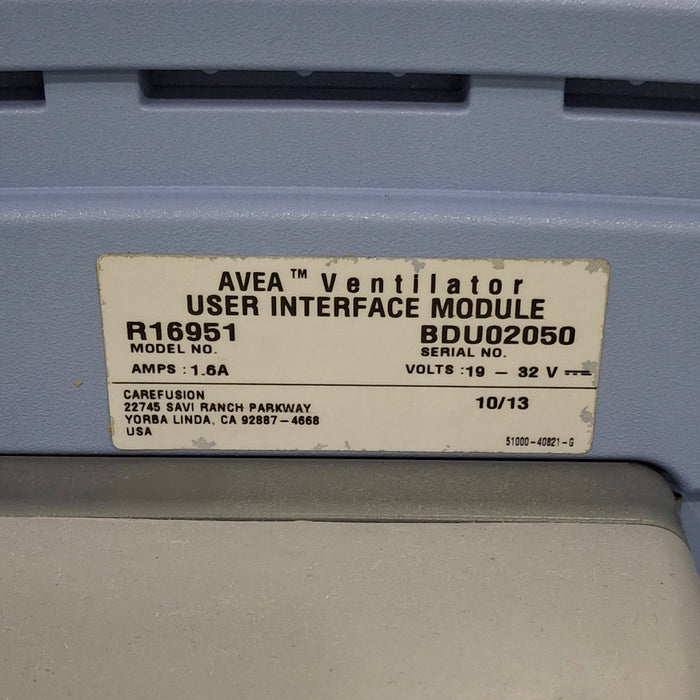 AVEA™ Ventilator
USER INTERFACE MODULE
R16951 BDU02050
MODEL NO. SERIAL NO.
AMPS : 1.6A VOLTS :19 – 32 V ⎓
CAREFUSION 10/13
22745 SAVI RANCH PARKWAY
YORBA LINDA, CA 92887-4668
USA 51000-40821-G